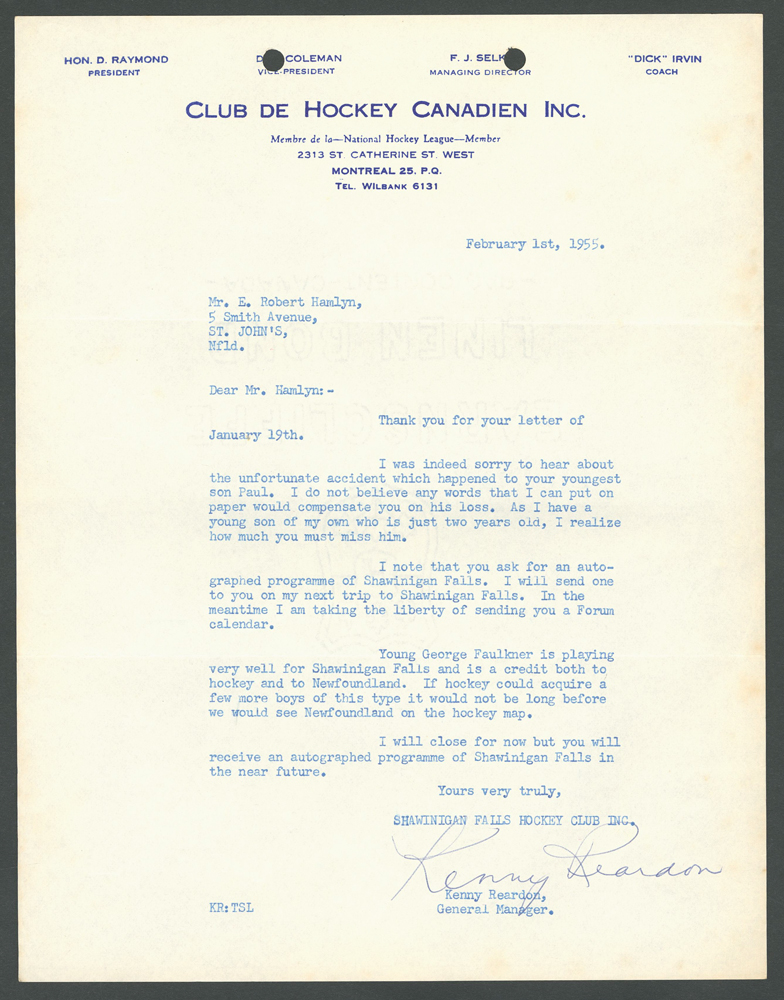 HON. D. RAYMOND
PRESIDENT
COLEMAN
VICE-PRESIDENT
F. J.
MANAGING DIRECTOR
"DICK" IRVIN
COACH
CLUB DE HOCKEY CANADIEN INC.
Membre de la—National Hockey League—Member
2313 ST. CATHERINE ST. WEST
MONTREAL 25. P.Q.
TEL. WILBANK 6131
February 1st, 1955.
Mr. E. Robert Hamlyn,
5 Smith Avenue,
ST. JOHN'S,
Nfld.
Dear Mr. Hamlyn:-
Thank you for your letter of
January 19th.
I was indeed sorry to hear about
the unfortunate accident which happened to your youngest
son Paul. I do not believe any words that I can put on
paper would compensate you on his loss. As I have a
young son of my own who is just two years old, I realize
how much you must miss him.
I note that you ask for an auto-
graphed programme of Shawinigan Falls. I will send one
to you on my next trip to Shawinigan Falls. In the
meantime I am taking the liberty of sending you a Forum
calendar.
Young George Faulkner is playing
very well for Shawinigan Falls and is a credit both to
hockey and to Newfoundland. If hockey could acquire a
few more boys of this type it would not be long before
we would see Newfoundland on the hockey map.
I will close for now but you will
receive an autographed programme of Shawinigan Falls in
the near future.
Yours very truly,
SHAWINIGAN FALLS HOCKEY CLUB INC.
Kenny Reardon
Kenny Reardon,
KR:TSL
General Manager.